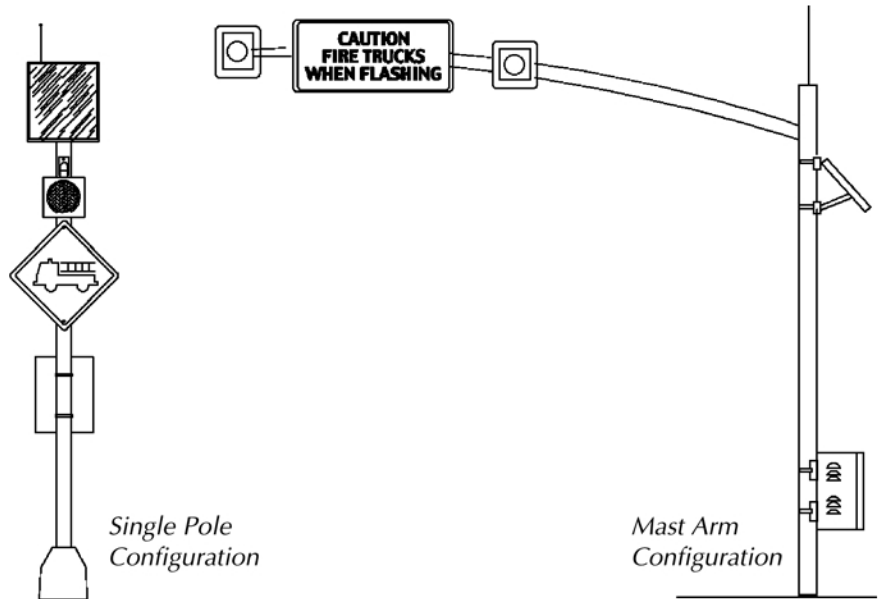 CAUTION
FIRE TRUCKS
WHEN FLASHING
Single Pole
Configuration
Mast Arm
Configuration